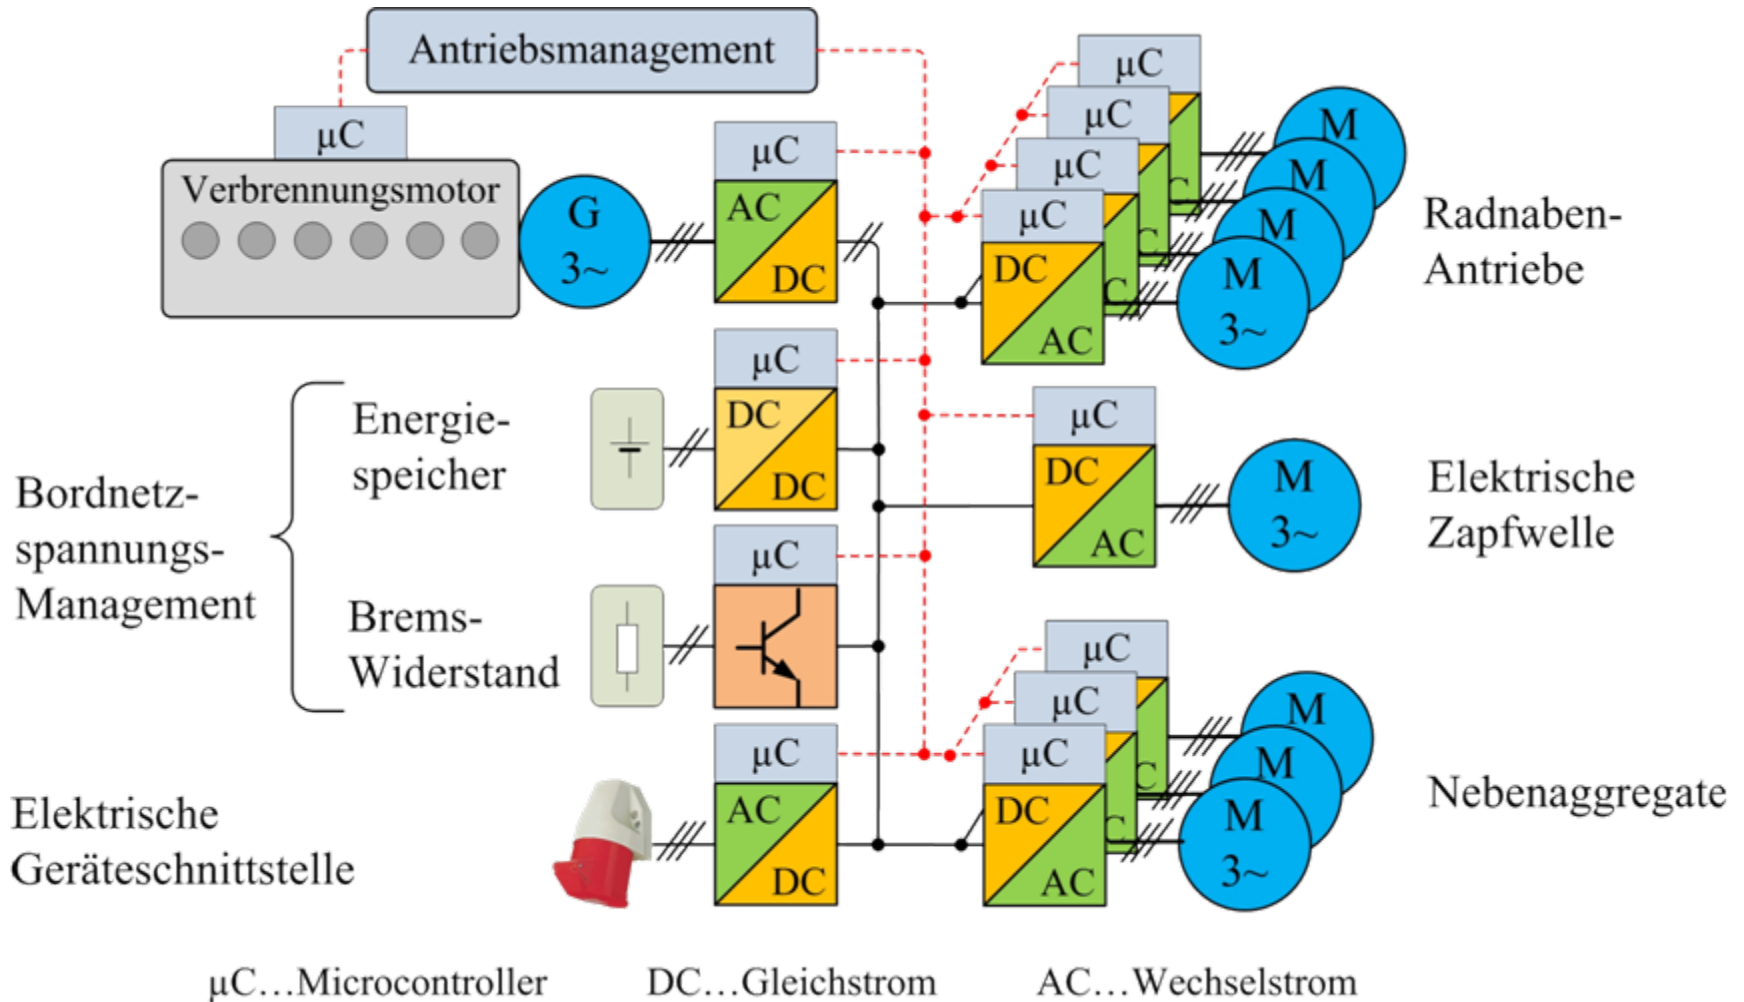 Antriebsmanagement
µC
Verbrennungsmotor
G
3~
µC
AC
DC
µC
µC
µC
µC
DC
AC
C
C
C
M
M
M
M
3~
Radnaben-
Antriebe
Bordnetz-
spannungs-
Management
Energie-
speicher
µC
DC
DC
Brems-
Widerstand
µC
µC
DC
AC
M
3~
Elektrische
Zapfwelle
Elektrische
Geräteschnittstelle
µC
AC
DC
µC
µC
µC
DC
AC
C
C
M
M
M
3~
Nebenaggregate
µC…Microcontroller
DC…Gleichstrom
AC…Wechselstrom